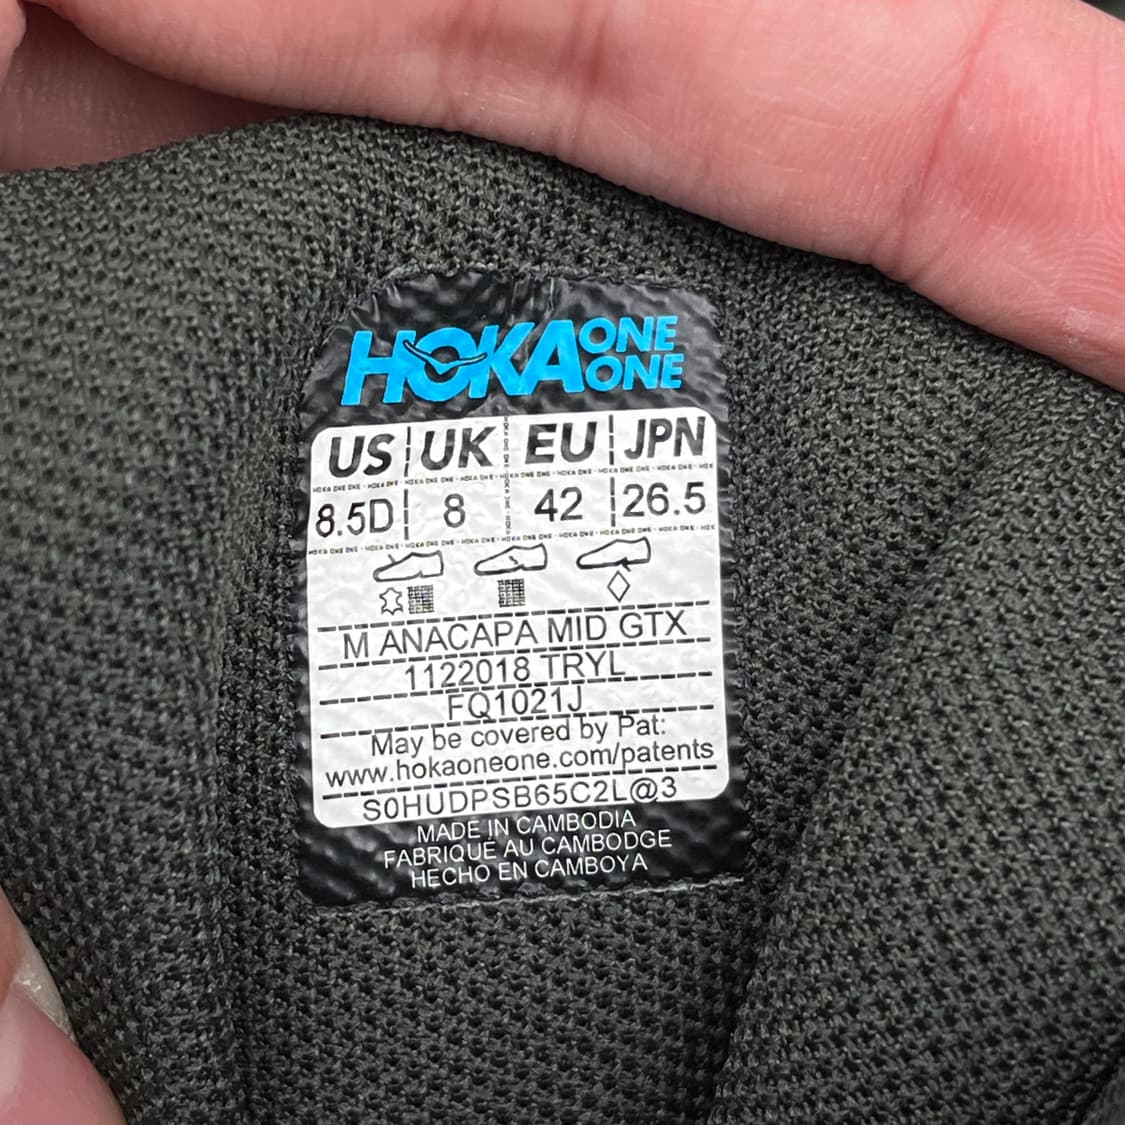 HOKA ONE ONE
US UK EU JPN
8.5D 8 42 26.5
M ANACAPA MID GTX
1122018 TRYL
FQ1021J
May be covered by Pat:
www.hokaoneone.com/patents
S0HUDPSB65C2L@3
MADE IN CAMBODIA
FABRIQUÉ AU CAMBODGE
HECHO EN CAMBOYA